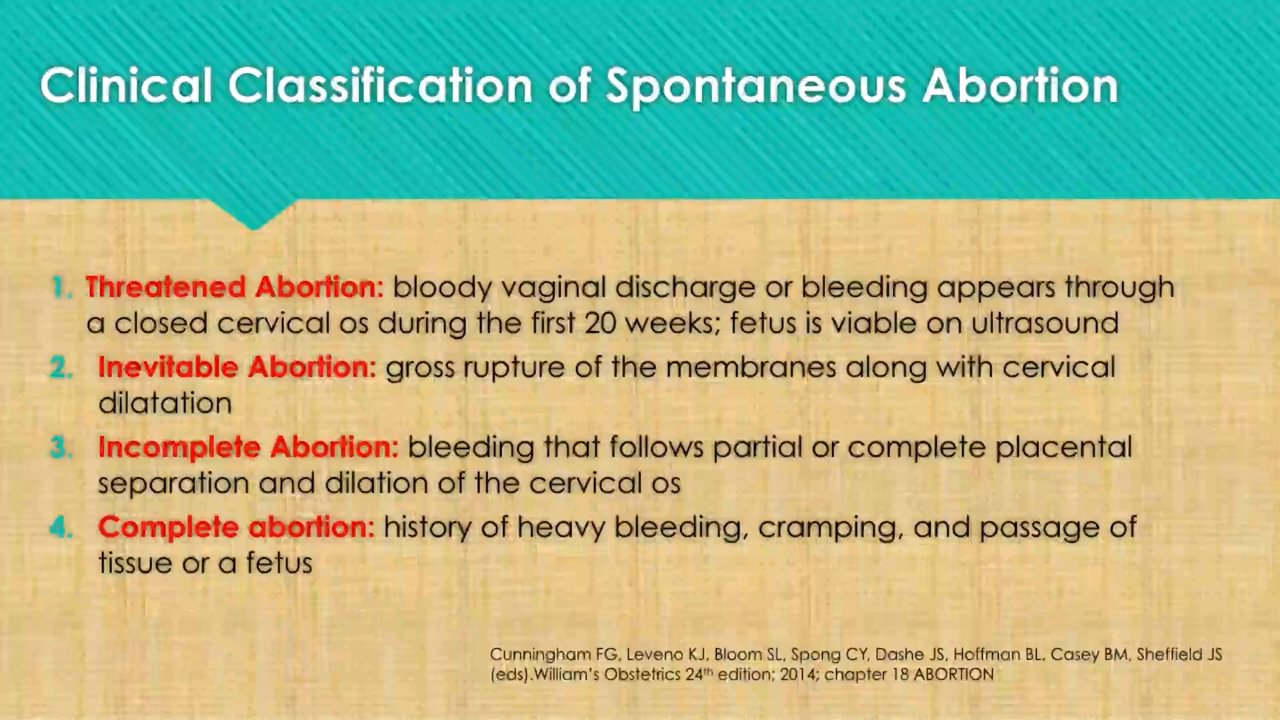 Clinical Classification of Spontaneous Abortion
1. Threatened Abortion: bloody vaginal discharge or bleeding appears through
a closed cervical os during the first 20 weeks; fetus is viable on ultrasound
2. Inevitable Abortion: gross rupture of the membranes along with cervical
dilatation
3. Incomplete Abortion: bleeding that follows partial or complete placental
separation and dilation of the cervical os
4. Complete abortion: history of heavy bleeding, cramping, and passage of
tissue or a fetus
Cunningham FG, Leveno KJ, Bloom SL, Spong CY, Dashe JS, Hoffman BL, Casey BM, Sheffield JS
(eds).William's Obstetrics 24th edition; 2014; chapter 18 ABORTION